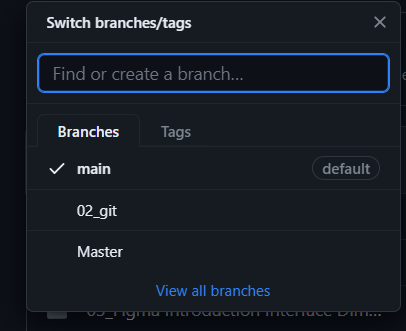 Switch branches/tags
Find or create a branch...
Branches Tags
main default
02_git
Master
View all branches